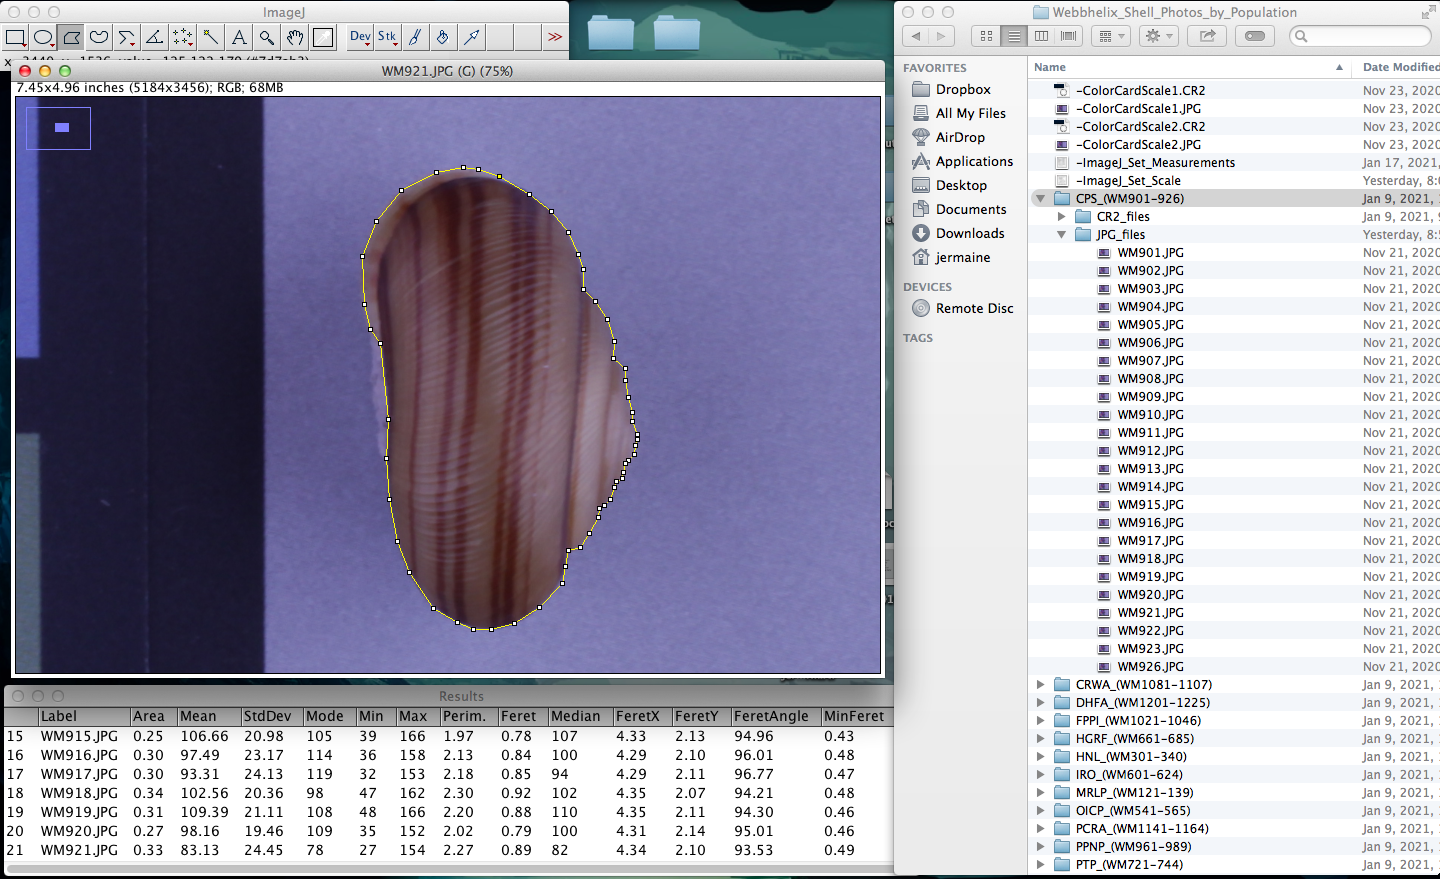 ImageJ
Dev Stk >>
WM921.JPG (G) (75%)
7.45x4.96 inches (5184x3456); RGB; 68MB
Results
Label Area Mean StdDev Mode Min Max Perim. Feret Median FeretX FeretY FeretAngle MinFeret
15 WM915.JPG 0.25 106.66 20.98 105 39 166 1.97 0.78 107 4.33 2.13 94.96 0.43
16 WM916.JPG 0.30 97.49 23.17 114 36 158 2.13 0.84 100 4.29 2.10 96.01 0.48
17 WM917.JPG 0.30 93.31 24.13 119 32 153 2.18 0.85 94 4.29 2.11 96.77 0.47
18 WM918.JPG 0.34 102.56 20.36 98 47 162 2.30 0.92 102 4.35 2.07 94.21 0.48
19 WM919.JPG 0.31 109.39 21.11 108 48 166 2.20 0.88 110 4.35 2.11 94.30 0.46
20 WM920.JPG 0.27 98.16 19.46 109 35 152 2.02 0.79 100 4.31 2.14 95.01 0.46
21 WM921.JPG 0.33 83.13 24.45 78 27 154 2.27 0.89 82 4.34 2.10 93.53 0.49
Webbhelix_Shell_Photos_by_Population
FAVORITES
Dropbox
All My Files
AirDrop
Applications
Desktop
Documents
Downloads
jermaine
DEVICES
Remote Disc
TAGS
Name Date Modified
-ColorCardScale1.CR2 Nov 23, 2020
-ColorCardScale1.JPG Nov 23, 2020
-ColorCardScale2.CR2 Nov 23, 2020
-ColorCardScale2.JPG Nov 23, 2020
-ImageJ_Set_Measurements Jan 17, 2021,
-ImageJ_Set_Scale Yesterday, 8:
CPS_(WM901-926) Jan 9, 2021,
CR2_files Jan 9, 2021,
JPG_files Yesterday, 8:
WM901.JPG Nov 21, 2020
WM902.JPG Nov 21, 2020
WM903.JPG Nov 21, 2020
WM904.JPG Nov 21, 2020
WM905.JPG Nov 21, 2020
WM906.JPG Nov 21, 2020
WM907.JPG Nov 21, 2020
WM908.JPG Nov 21, 2020
WM909.JPG Nov 21, 2020
WM910.JPG Nov 21, 2020
WM911.JPG Nov 21, 2020
WM912.JPG Nov 21, 2020
WM913.JPG Nov 21, 2020
WM914.JPG Nov 21, 2020
WM915.JPG Nov 21, 2020
WM916.JPG Nov 21, 2020
WM917.JPG Nov 21, 2020
WM918.JPG Nov 21, 2020
WM919.JPG Nov 21, 2020
WM920.JPG Nov 21, 2020
WM921.JPG Nov 21, 2020
WM922.JPG Nov 21, 2020
WM923.JPG Nov 21, 2020
WM926.JPG Nov 21, 2020
CRWA_(WM1081-1107) Jan 9, 2021,
DHFA_(WM1201-1225) Jan 9, 2021,
FPPI_(WM1021-1046) Jan 9, 2021,
HGRF_(WM661-685) Jan 9, 2021,
HNL_(WM301-340) Jan 9, 2021,
IRO_(WM601-624) Jan 9, 2021,
MRLP_(WM121-139) Jan 9, 2021,
OICP_(WM541-565) Jan 9, 2021,
PCRA_(WM1141-1164) Jan 9, 2021,
PPNP_(WM961-989) Jan 9, 2021,
PTP_(WM721-744) Jan 9, 2021,